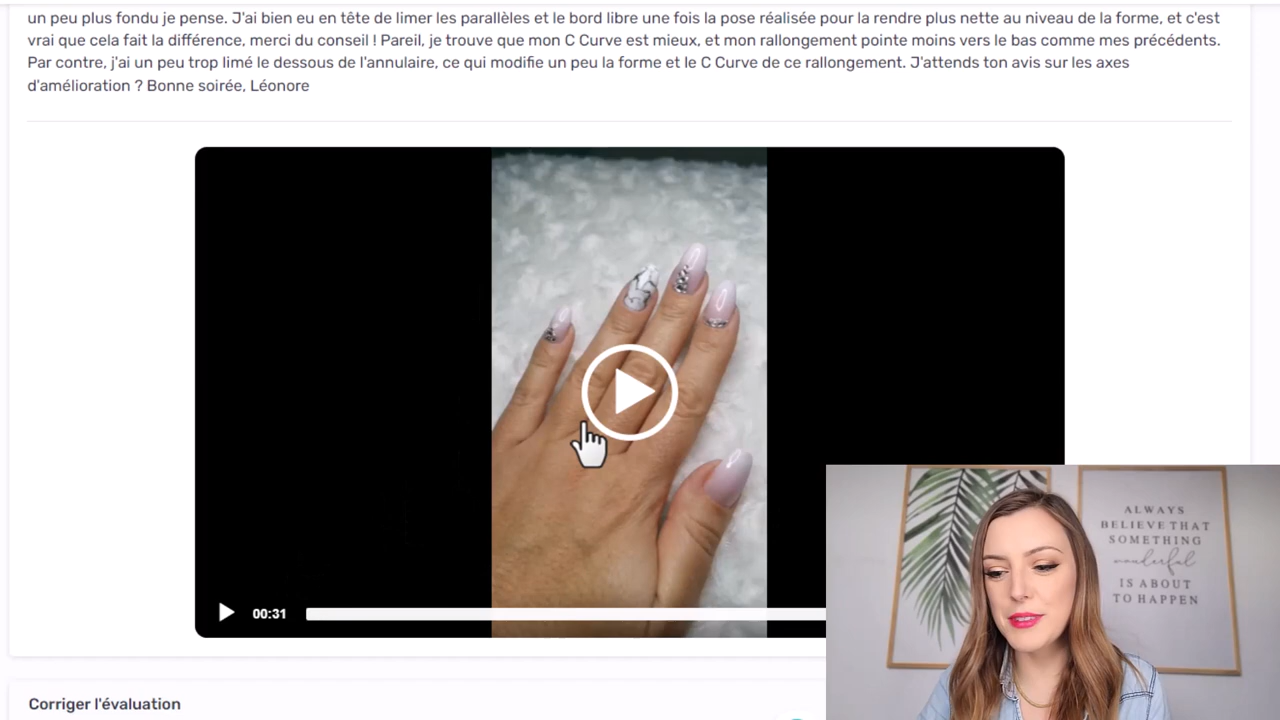 un peu plus fondu je pense. J'ai bien eu en tête de limer les parallèles et le bord libre une fois la pose réalisée pour la rendre plus nette au niveau de la forme, et c'est
vrai que cela fait la différence, merci du conseil ! Pareil, je trouve que mon C Curve est mieux, et mon rallongement pointe moins vers le bas comme mes précédents.
Par contre, j'ai un peu trop limé le dessous de l'annulaire, ce qui modifie un peu la forme et le C Curve de ce rallongement. J'attends ton avis sur les axes
d'amélioration ? Bonne soirée, Léonore
00:31
ALWAYS
BELIEVE THAT
SOMETHING
wonderful
IS ABOUT
TO HAPPEN
Corriger l'évaluation